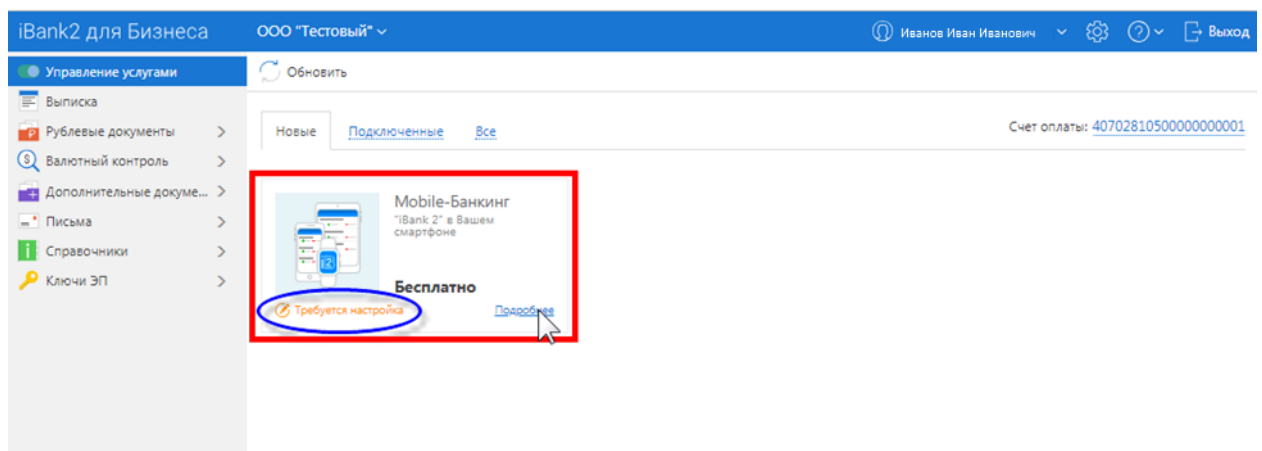 iBank2 для Бизнеса
ООО "Тестовый"
Иванов Иван Иванович
Выход
Управление услугами
Обновить
Выписка
Рублевые документы
Валютный контроль
Дополнительные докуме...
Письма
Справочники
Ключи ЭП
Новые Подключенные Все
Счет оплаты: 40702810500000000001
Mobile-Банкинг
"iBank 2" в Вашем
смартфоне
Бесплатно
Требуется настройка
Подробнее